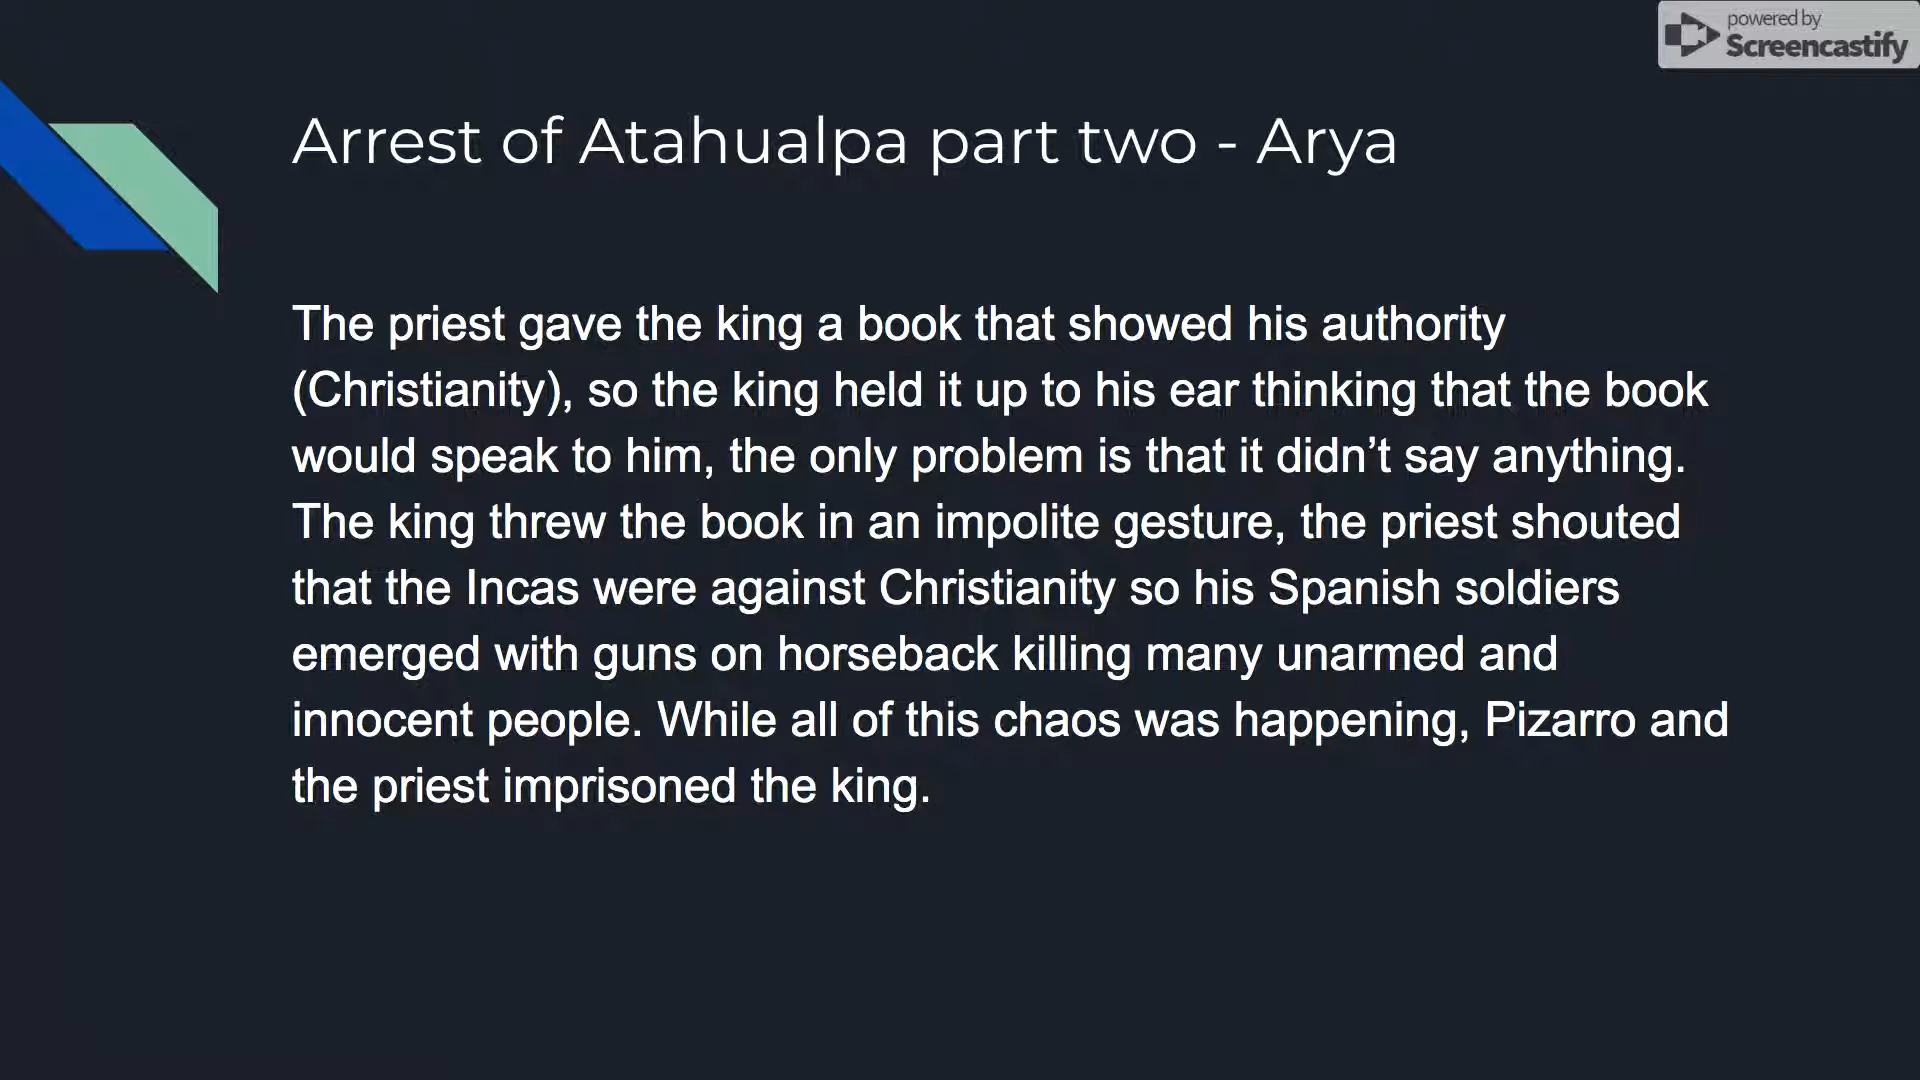 powered by
Screencastify
Arrest of Atahualpa part two - Arya
The priest gave the king a book that showed his authority
(Christianity), so the king held it up to his ear thinking that the book
would speak to him, the only problem is that it didn’t say anything.
The king threw the book in an impolite gesture, the priest shouted
that the Incas were against Christianity so his Spanish soldiers
emerged with guns on horseback killing many unarmed and
innocent people. While all of this chaos was happening, Pizarro and
the priest imprisoned the king.